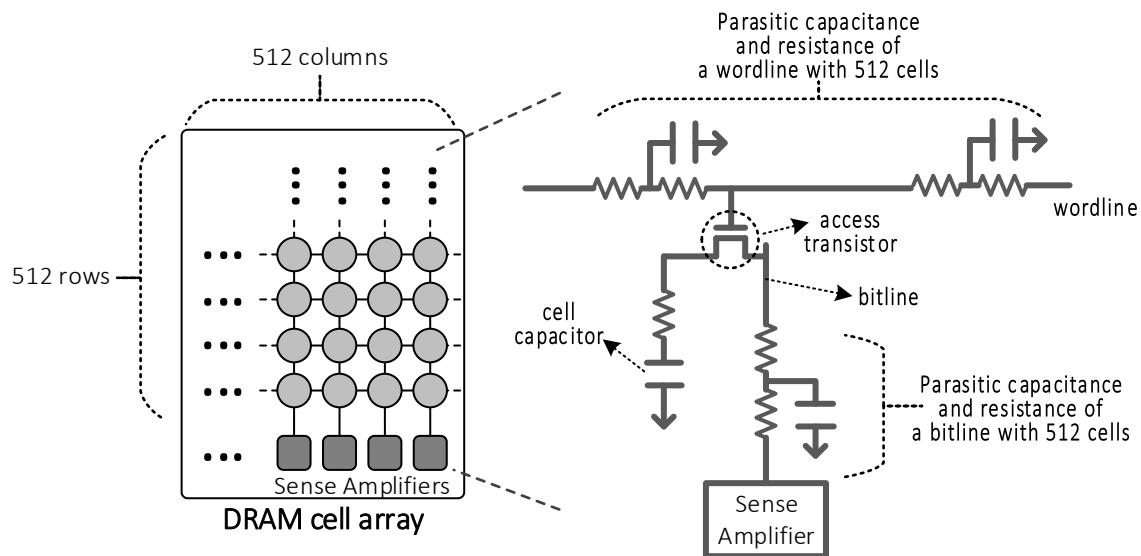 512 columns
512 rows
Sense Amplifiers
DRAM cell array
Parasitic capacitance
and resistance of
a wordline with 512 cells
wordline
access
transistor
bitline
cell
capacitor
Parasitic capacitance
and resistance of
a bitline with 512 cells
Sense
Amplifier